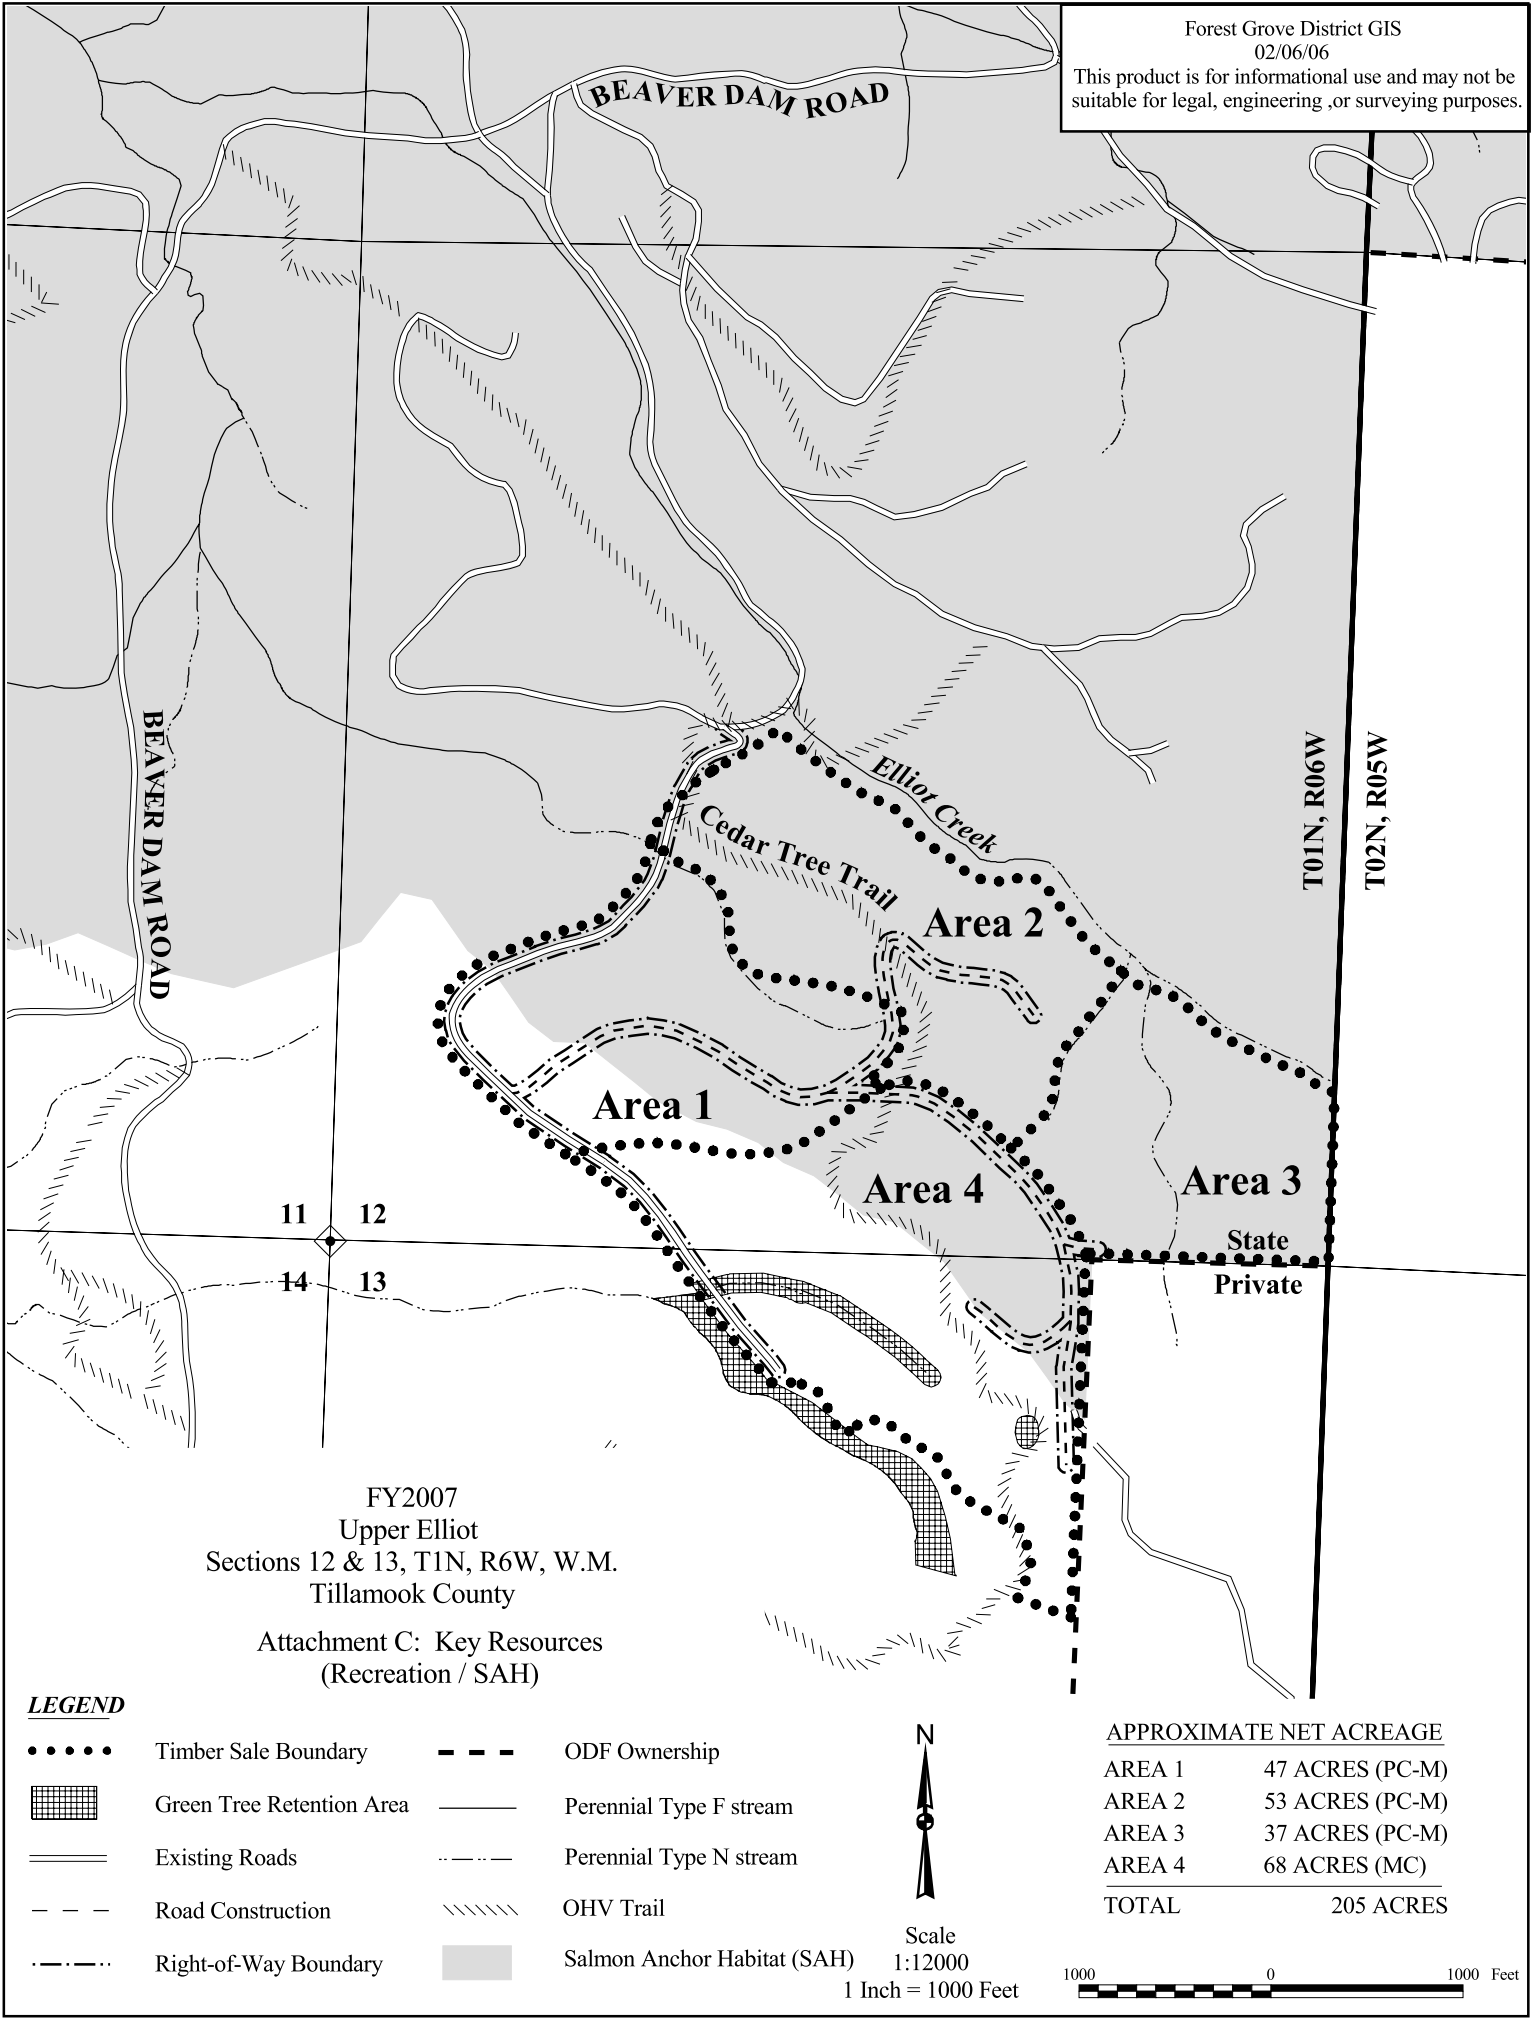 Forest Grove District GIS
02/06/06
This product is for informational use and may not be
suitable for legal, engineering ,or surveying purposes.
BEAVER DAM ROAD
BEAVER DAM ROAD
T01N, R06W
T02N, R05W
Elliot Creek
Cedar Tree Trail
Area 2
Area 1
Area 4
Area 3
11 12
14 13
State
Private
FY2007
Upper Elliot
Sections 12 & 13, T1N, R6W, W.M.
Tillamook County
Attachment C: Key Resources
(Recreation / SAH)
LEGEND
Timber Sale Boundary
Green Tree Retention Area
Existing Roads
Road Construction
Right-of-Way Boundary
ODF Ownership
Perennial Type F stream
Perennial Type N stream
OHV Trail
Salmon Anchor Habitat (SAH)
N
Scale
1:12000
1 Inch = 1000 Feet
APPROXIMATE NET ACREAGE
AREA 1 47 ACRES (PC-M)
AREA 2 53 ACRES (PC-M)
AREA 3 37 ACRES (PC-M)
AREA 4 68 ACRES (MC)
TOTAL 205 ACRES
1000 0 1000 Feet